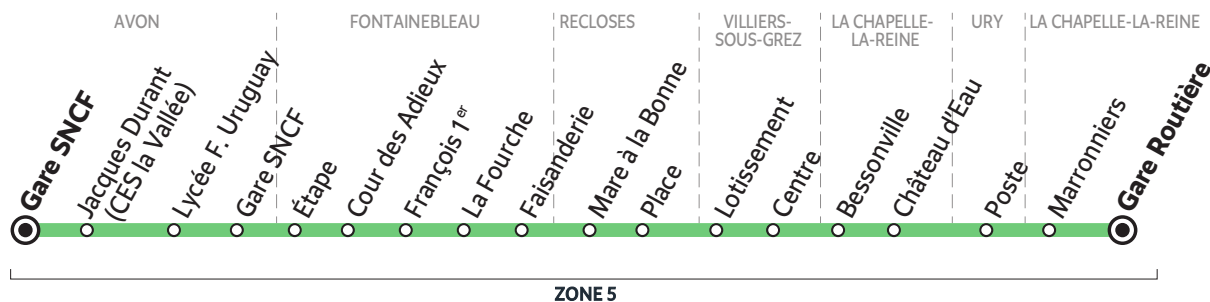 AVON
FONTAINEBLEAU
RECLOSES
VILLIERS-
SOUS-GREZ
LA CHAPELLE-
LA-REINE
URY
LA CHAPELLE-LA-REINE
Gare SNCF
Jacques Durant
(CES la Vallée)
Lycée F. Uruguay
Gare SNCF
Étape
Cour des Adieux
François 1er
La Fourche
Faisanderie
Mare à la Bonne
Place
Lotissement
Centre
Bessonville
Château d'Eau
Poste
Marronniers
Gare Routière
ZONE 5